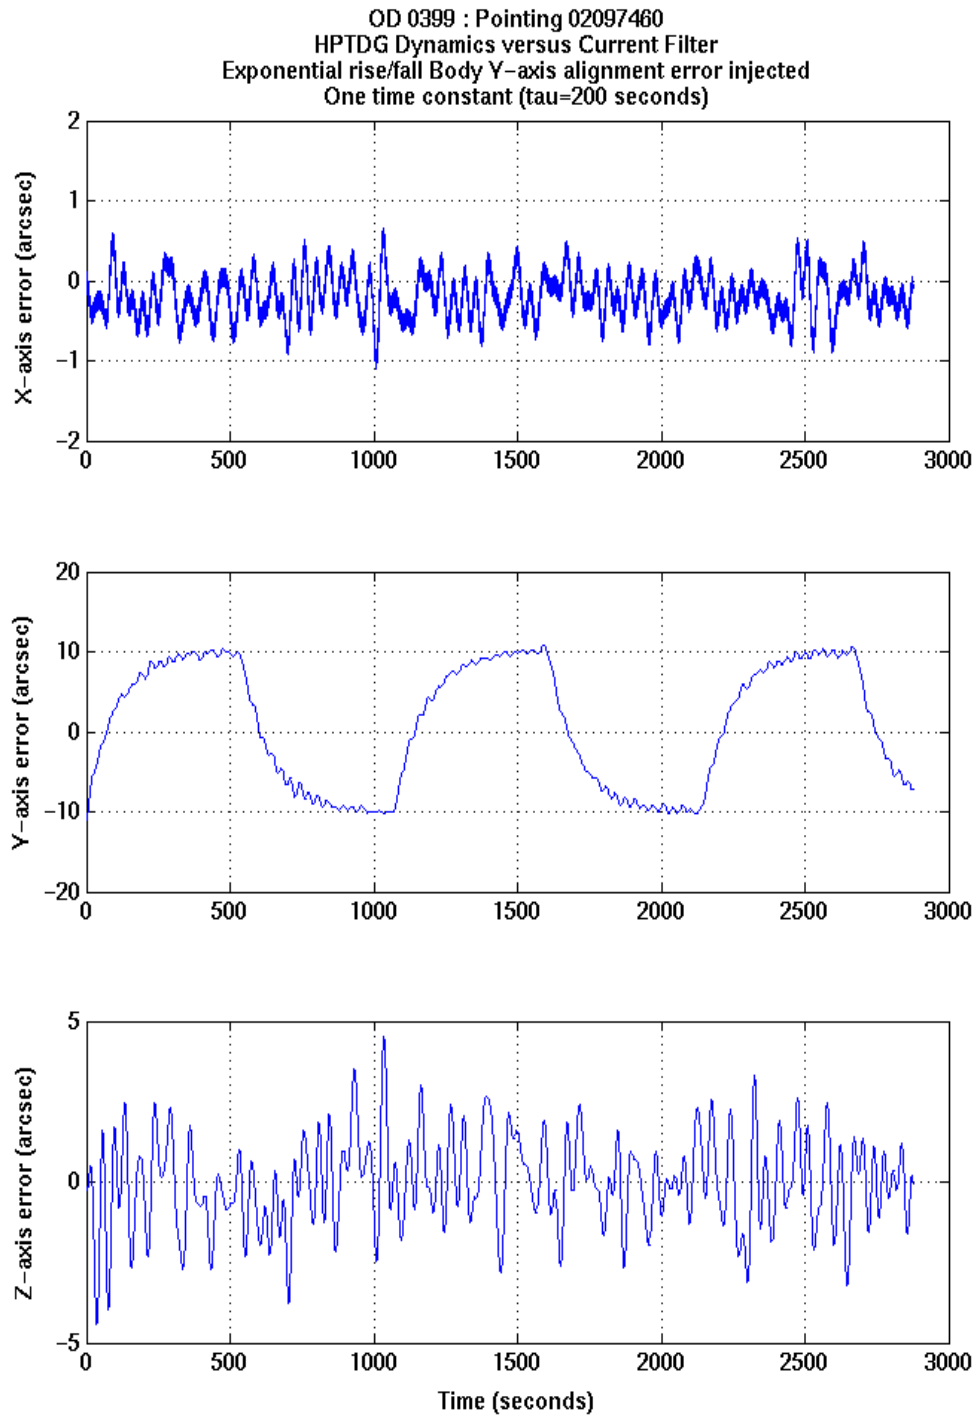 OD 0399 : Pointing 02097460
HPTDG Dynamics versus Current Filter
Exponential rise/fall Body Y-axis alignment error injected
One time constant (tau=200 seconds)
X-axis error (arcsec)
2
1
0
-1
-2
0 500 1000 1500 2000 2500 3000
Y-axis error (arcsec)
20
10
0
-10
-20
0 500 1000 1500 2000 2500 3000
Z-axis error (arcsec)
5
0
-5
0 500 1000 1500 2000 2500 3000
Time (seconds)